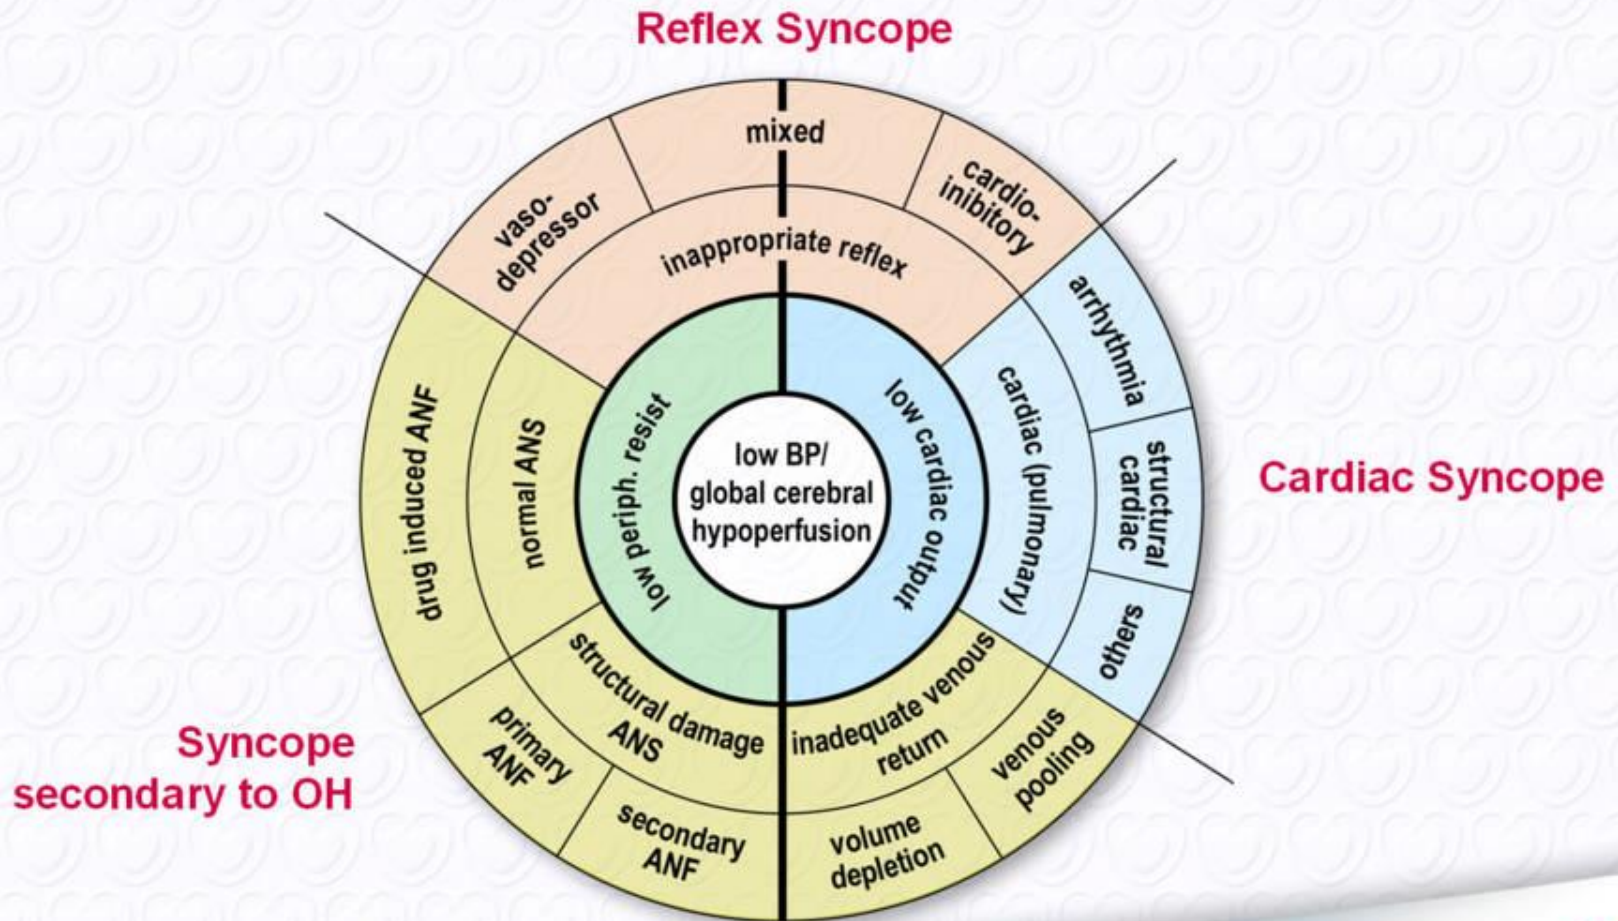 Reflex Syncope
mixed
vaso-
depressor
cardio-
inibitory
inappropriate reflex
arrhythmia
drug induced ANF
normal ANS
low periph. resist
low BP/
global cerebral
hypoperfusion
low cardiac output
cardiac (pulmonary)
structural
cardiac
Cardiac Syncope
others
structural damage
ANS
inadequate venous
return
venous
pooling
primary
ANF
Syncope
secondary to OH
secondary
ANF
volume
depletion